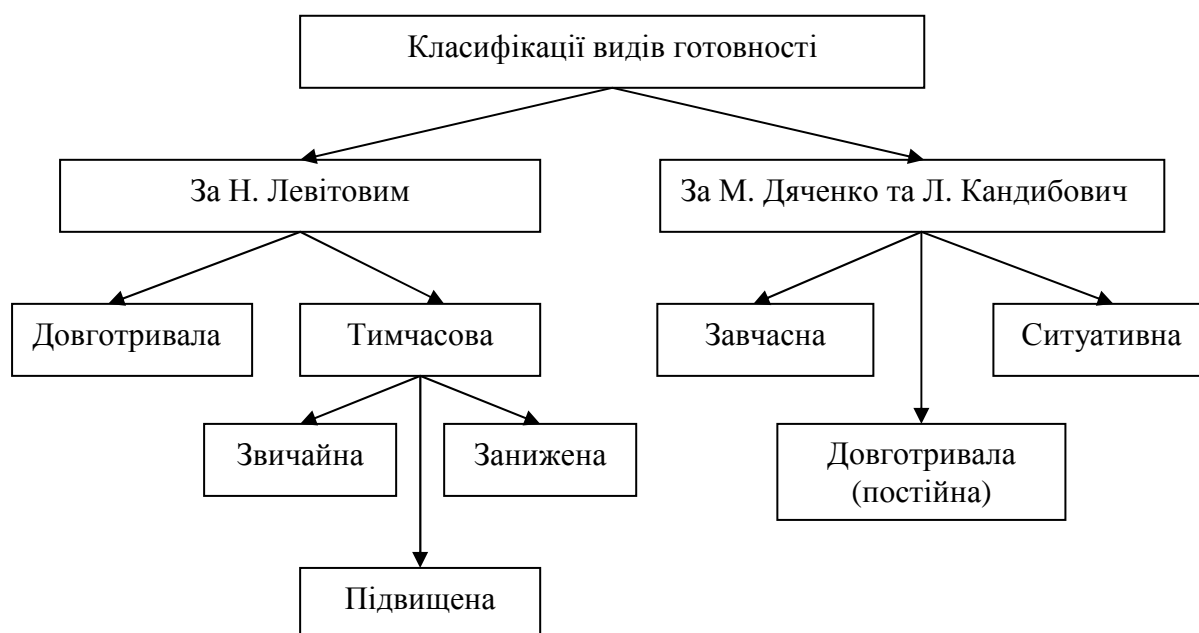 Класифікації видів готовності
За Н. Левітовим
За М. Дяченко та Л. Кандибович
Довготривала
Тимчасова
Завчасна
Ситуативна
Звичайна
Занижена
Довготривала
(постійна)
Підвищена